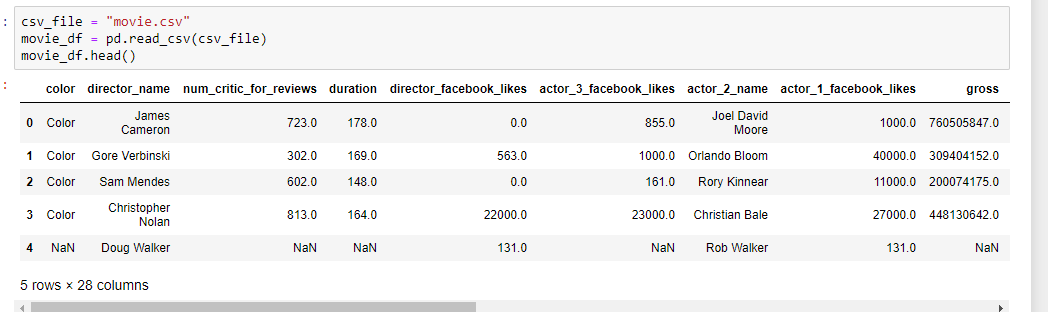 : csv_file = "movie.csv"
movie_df = pd.read_csv(csv_file)
movie_df.head()
:
color director_name num_critic_for_reviews duration director_facebook_likes actor_3_facebook_likes actor_2_name actor_1_facebook_likes gross
0 Color James Cameron 723.0 178.0 0.0 855.0 Joel David Moore 1000.0 760505847.0
1 Color Gore Verbinski 302.0 169.0 563.0 1000.0 Orlando Bloom 40000.0 309404152.0
2 Color Sam Mendes 602.0 148.0 0.0 161.0 Rory Kinnear 11000.0 200074175.0
3 Color Christopher Nolan 813.0 164.0 22000.0 23000.0 Christian Bale 27000.0 448130642.0
4 NaN Doug Walker NaN NaN 131.0 NaN Rob Walker 131.0 NaN
5 rows × 28 columns